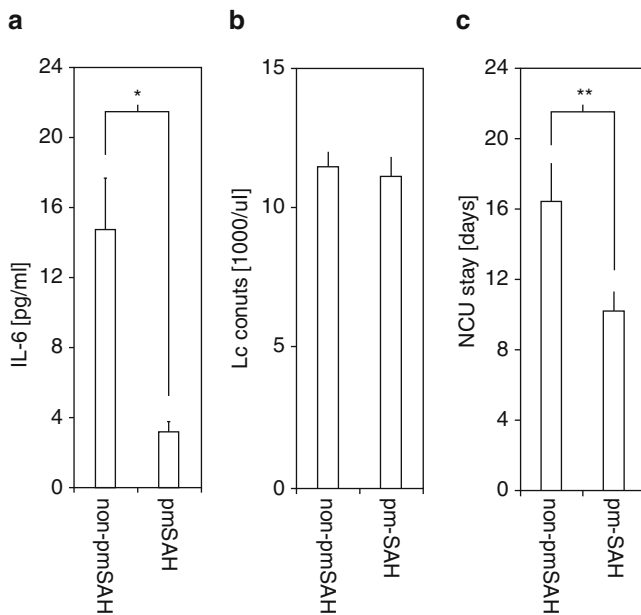 a
IL-6 [pg/ml]
24
20
16
12
8
4
0
*
non-pmSAH
pmSAH
b
Lc conuts [1000/ul]
15
10
5
0
non-pmSAH
pm-SAH
c
NCU stay [days]
24
20
16
12
8
4
0
**
non-pmSAH
pm-SAH